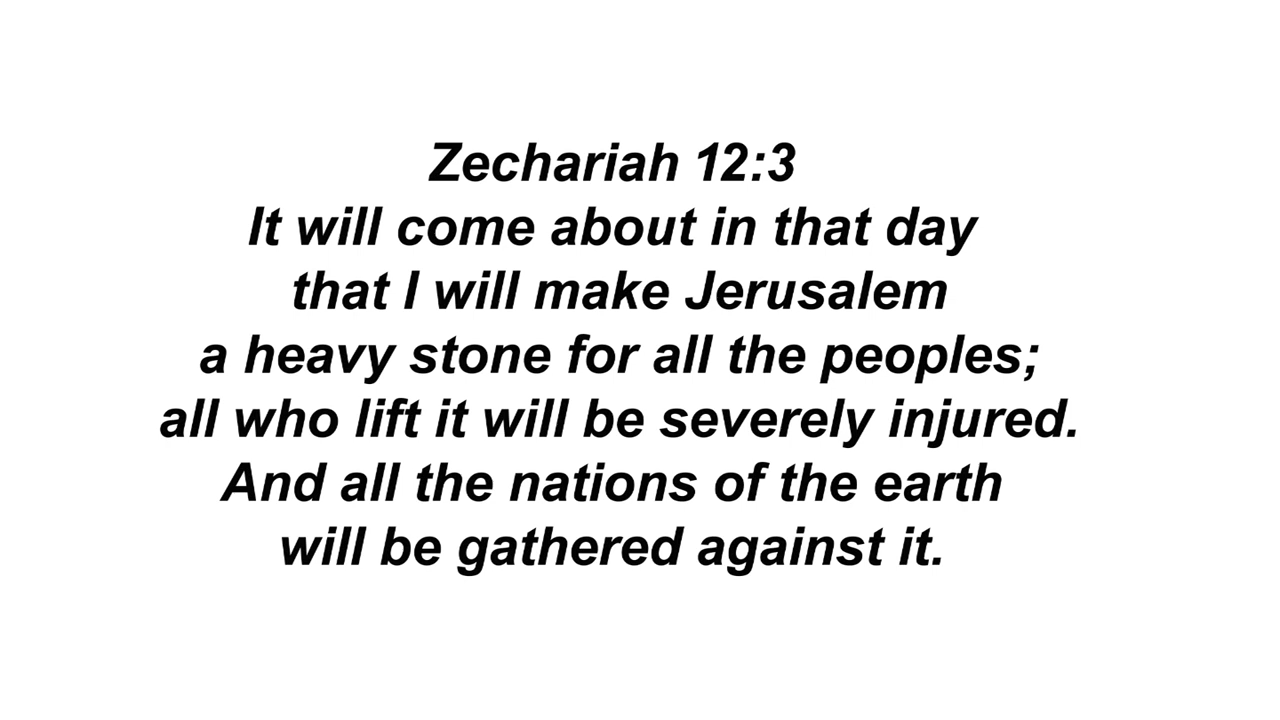 Zechariah 12:3
It will come about in that day
that I will make Jerusalem
a heavy stone for all the peoples;
all who lift it will be severely injured.
And all the nations of the earth
will be gathered against it.